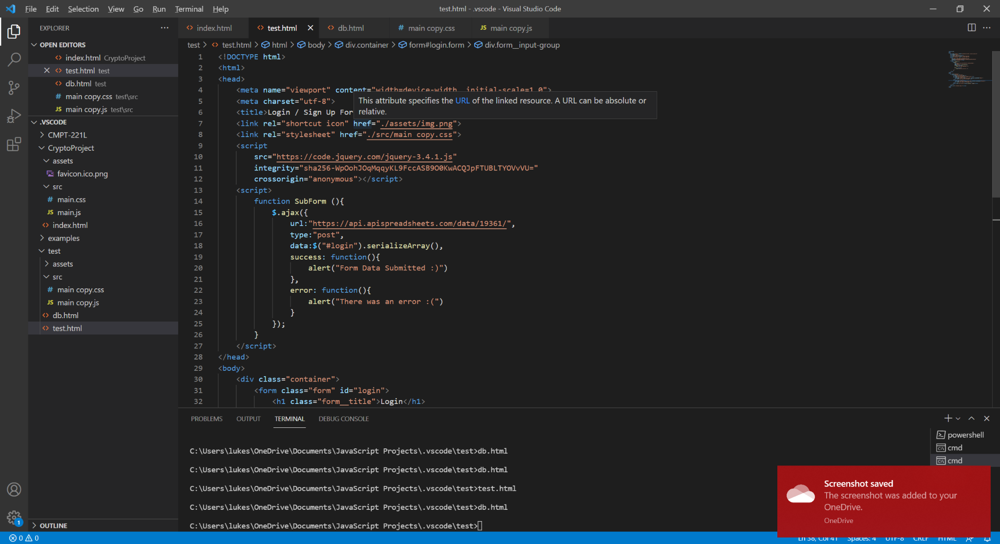 File Edit Selection View Go Run Terminal Help
test.html - .vscode - Visual Studio Code
EXPLORER
OPEN EDITORS
index.html CryptoProject
test.html test
db.html test
# main copy.css test\src
JS main copy.js test\src
.VSCODE
CMPT-221L
CryptoProject
assets
favicon.ico.png
src
# main.css
JS main.js
index.html
examples
test
assets
src
# main copy.css
JS main copy.js
db.html
test.html
OUTLINE
index.html test.html db.html # main copy.css JS main copy.js
test > test.html > html > body > div.container > form#login.form > div.form__input-group
1 <!DOCTYPE html>
2 <html>
3 <head>
4 <meta name="viewport" content="width=device-width, initial-scale=1.0">
This attribute specifies the URL of the linked resource. A URL can be absolute or
relative.
5 <meta charset="utf-8">
6 <title>Login / Sign Up For
7 <link rel="shortcut icon" href="./assets/img.png">
8 <link rel="stylesheet" href="./src/main copy.css">
9 <script
10 src="https://code.jquery.com/jquery-3.4.1.js"
11 integrity="sha256-WpOohJOqMqqyKL9FccASB9O0KwACQJpFTUBLTYOVvVU="
12 crossorigin="anonymous"></script>
13 <script>
14 function SubForm (){
15 $.ajax({
16 url:"https://api.apispreadsheets.com/data/19361/",
17 type:"post",
18 data:$("#login").serializeArray(),
19 success: function(){
20 alert("Form Data Submitted :)")
21 },
22 error: function(){
23 alert("There was an error :(")
24 }
25 });
26 }
27 </script>
28 </head>
29 <body>
30 <div class="container">
31 <form class="form" id="login">
32 <h1 class="form__title">Login</h1>
PROBLEMS OUTPUT TERMINAL DEBUG CONSOLE
C:\Users\lukes\OneDrive\Documents\JavaScript Projects\.vscode\test>db.html
C:\Users\lukes\OneDrive\Documents\JavaScript Projects\.vscode\test>db.html
C:\Users\lukes\OneDrive\Documents\JavaScript Projects\.vscode\test>test.html
C:\Users\lukes\OneDrive\Documents\JavaScript Projects\.vscode\test>db.html
C:\Users\lukes\OneDrive\Documents\JavaScript Projects\.vscode\test>
powershell
cmd
cmd
Screenshot saved
The screenshot was added to your
OneDrive.
OneDrive
1
0 0
Ln 38, Col 41 Spaces: 4 UTF-8 CRLF HTML